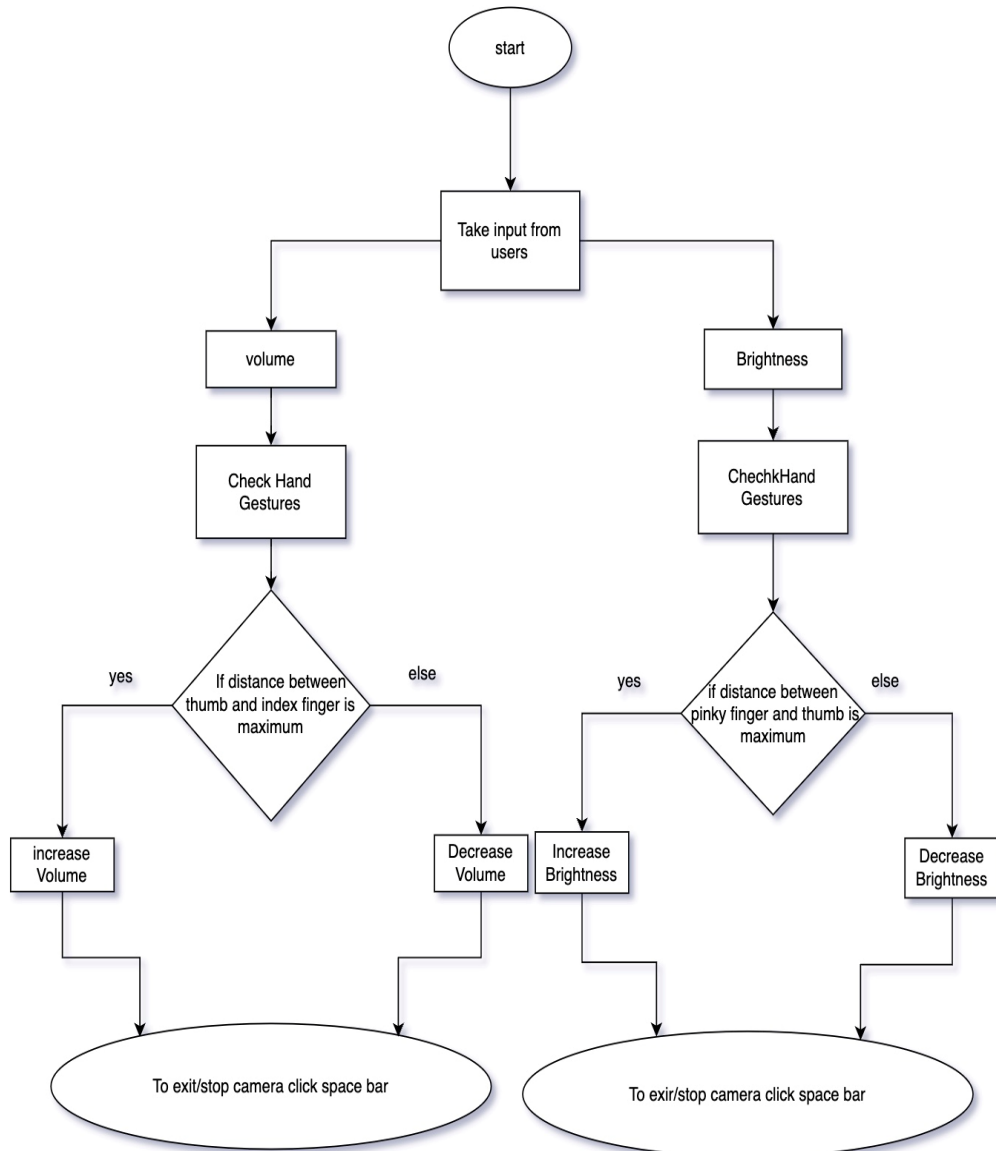 start
Take input from
users
volume
Brightness
Check Hand
Gestures
ChechkHand
Gestures
yes
else
yes
else
If distance between
thumb and index finger is
maximum
if distance between
pinky finger and thumb is
maximum
increase
Volume
Decrease
Volume
Increase
Brightness
Decrease
Brightness
To exit/stop camera click space bar
To exir/stop camera click space bar